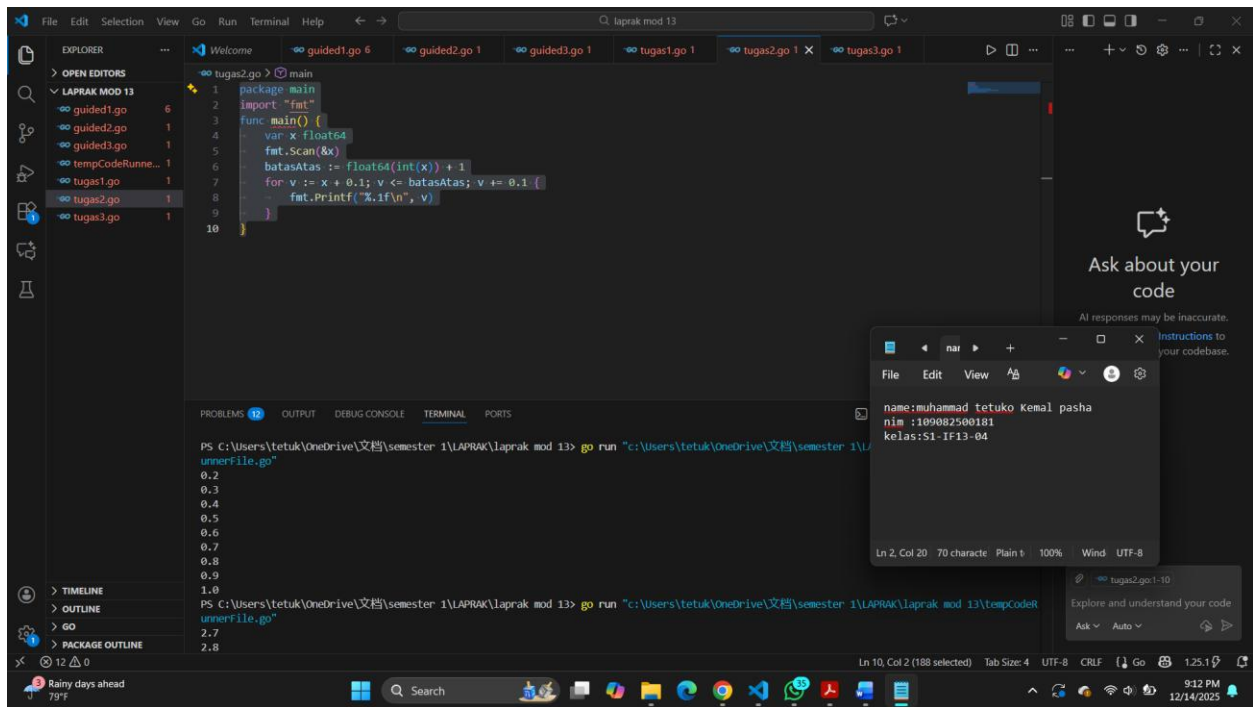 File Edit Selection View Go Run Terminal Help
laprak mod 13
EXPLORER
Welcome
guided1.go 6
guided2.go 1
guided3.go 1
tugas1.go 1
tugas2.go 1
tugas3.go 1
OPEN EDITORS
LAPRAK MOD 13
guided1.go 6
guided2.go 1
guided3.go 1
tempCodeRunne... 1
tugas1.go 1
tugas2.go 1
tugas3.go 1
tugas2.go > main
1 package main
2 import "fmt"
3 func main() {
4 var x float64
5 fmt.Scan(&x)
6 batasAtas := float64(int(x)) + 1
7 for v := x + 0.1; v <= batasAtas; v += 0.1 {
8 fmt.Printf("%.1f\n", v)
9 }
10 }
Ask about your
code
AI responses may be inaccurate.
Instructions to
your codebase.
nar
File Edit View
name:muhammad tetuko Kemal pasha
nim :109082500181
kelas:S1-IF13-04
Ln 2, Col 20 70 characte Plain t 100% Wind UTF-8
PROBLEMS 12 OUTPUT DEBUG CONSOLE TERMINAL PORTS
PS C:\Users\tetuk\OneDrive\文档\semester 1\LAPRAK\laprak mod 13> go run "c:\Users\tetuk\OneDrive\文档\semester 1\LA
unnerFile.go"
0.2
0.3
0.4
0.5
0.6
0.7
0.8
0.9
1.0
PS C:\Users\tetuk\OneDrive\文档\semester 1\LAPRAK\laprak mod 13> go run "c:\Users\tetuk\OneDrive\文档\semester 1\LAPRAK\laprak mod 13\tempCodeR
unnerFile.go"
2.7
2.8
TIMELINE
OUTLINE
GO
PACKAGE OUTLINE
tugas2.go:1-10
Explore and understand your code
Ask Auto
12 0
Ln 10, Col 2 (188 selected) Tab Size: 4 UTF-8 CRLF Go 1.25.1
3
Rainy days ahead
79°F
Search
35
9:12 PM
12/14/2025